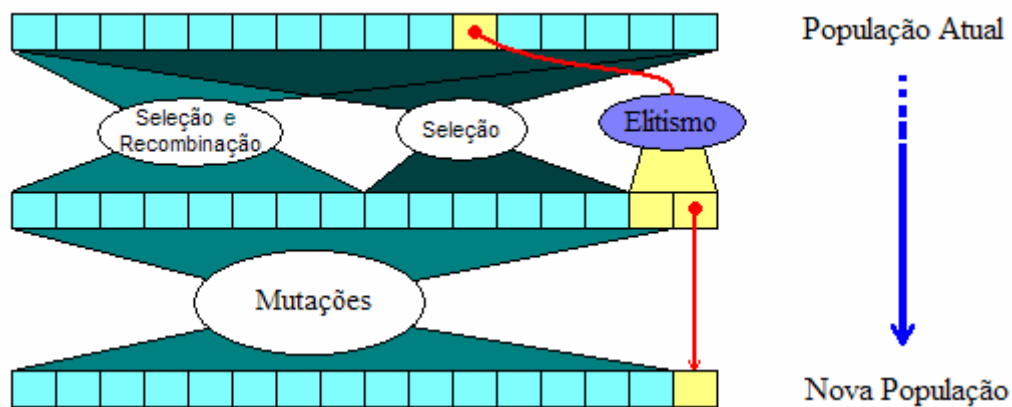 População Atual
Seleção e
Recombinação
Seleção
Elitismo
Mutações
Nova População